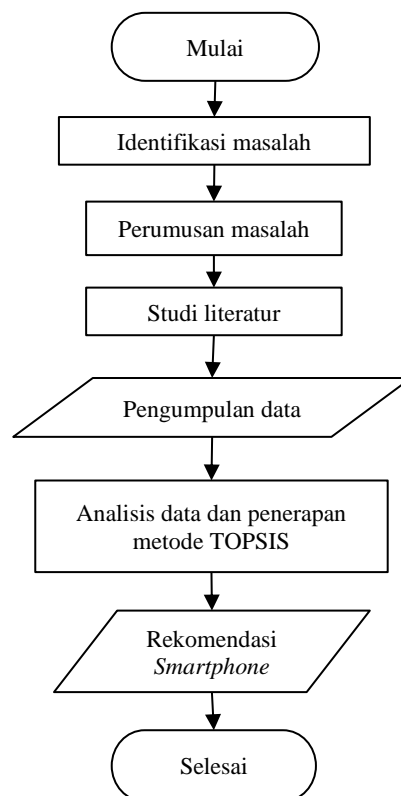 Mulai
Identifikasi masalah
Perumusan masalah
Studi literatur
Pengumpulan data
Analisis data dan penerapan
metode TOPSIS
Rekomendasi
Smartphone
Selesai